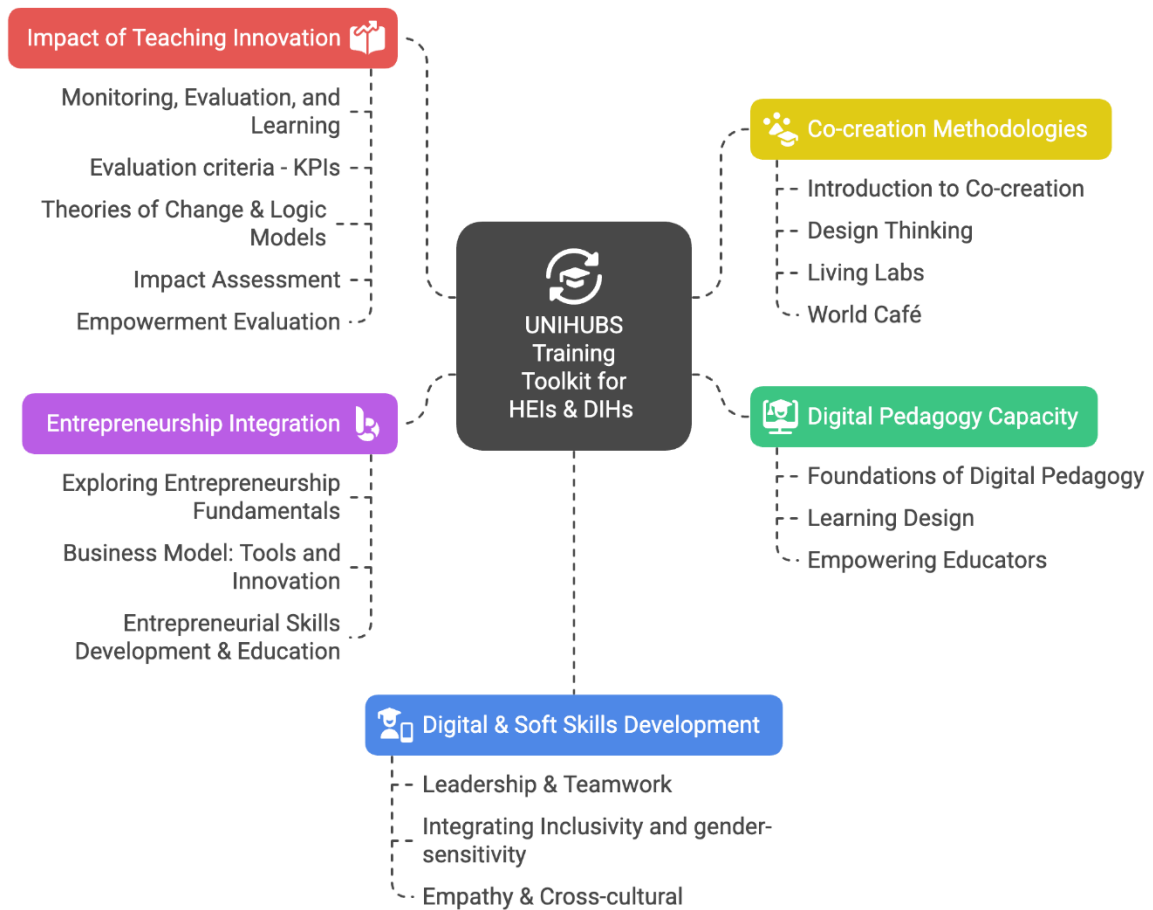 Impact of Teaching Innovation
Monitoring, Evaluation, and
Learning
Evaluation criteria - KPIs
Theories of Change & Logic
Models
Impact Assessment
Empowerment Evaluation
Entrepreneurship Integration
Exploring Entrepreneurship
Fundamentals
Business Model: Tools and
Innovation
Entrepreneurial Skills
Development & Education
UNIHUBS
Training
Toolkit for
HEIs & DIHs
Co-creation Methodologies
Introduction to Co-creation
Design Thinking
Living Labs
World Café
Digital Pedagogy Capacity
Foundations of Digital Pedagogy
Learning Design
Empowering Educators
Digital & Soft Skills Development
Leadership & Teamwork
Integrating Inclusivity and gender-
sensitivity
Empathy & Cross-cultural